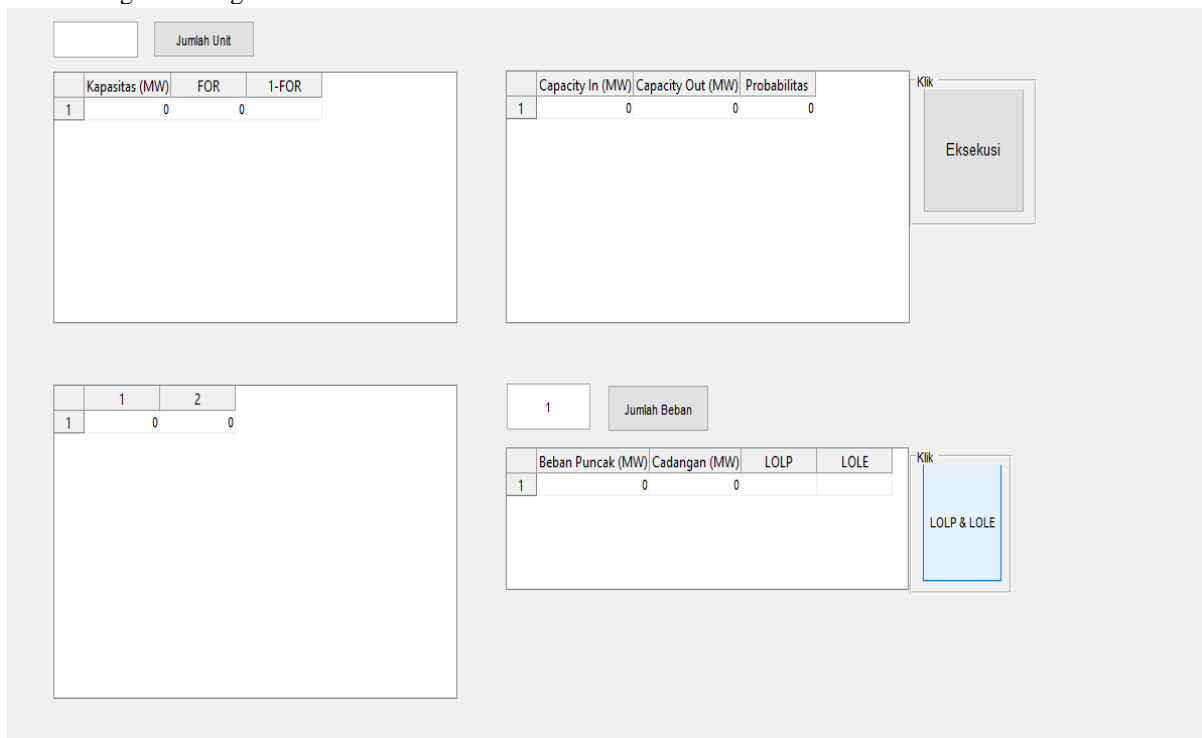 Jumlah Unit
Kapasitas (MW) FOR 1-FOR
1 0 0
Capacity In (MW) Capacity Out (MW) Probabilitas
1 0 0 0
Klik
Eksekusi
1 2
1 0 0
1 Jumlah Beban
Beban Puncak (MW) Cadangan (MW) LOLP LOLE
1 0 0
Klik
LOLP & LOLE